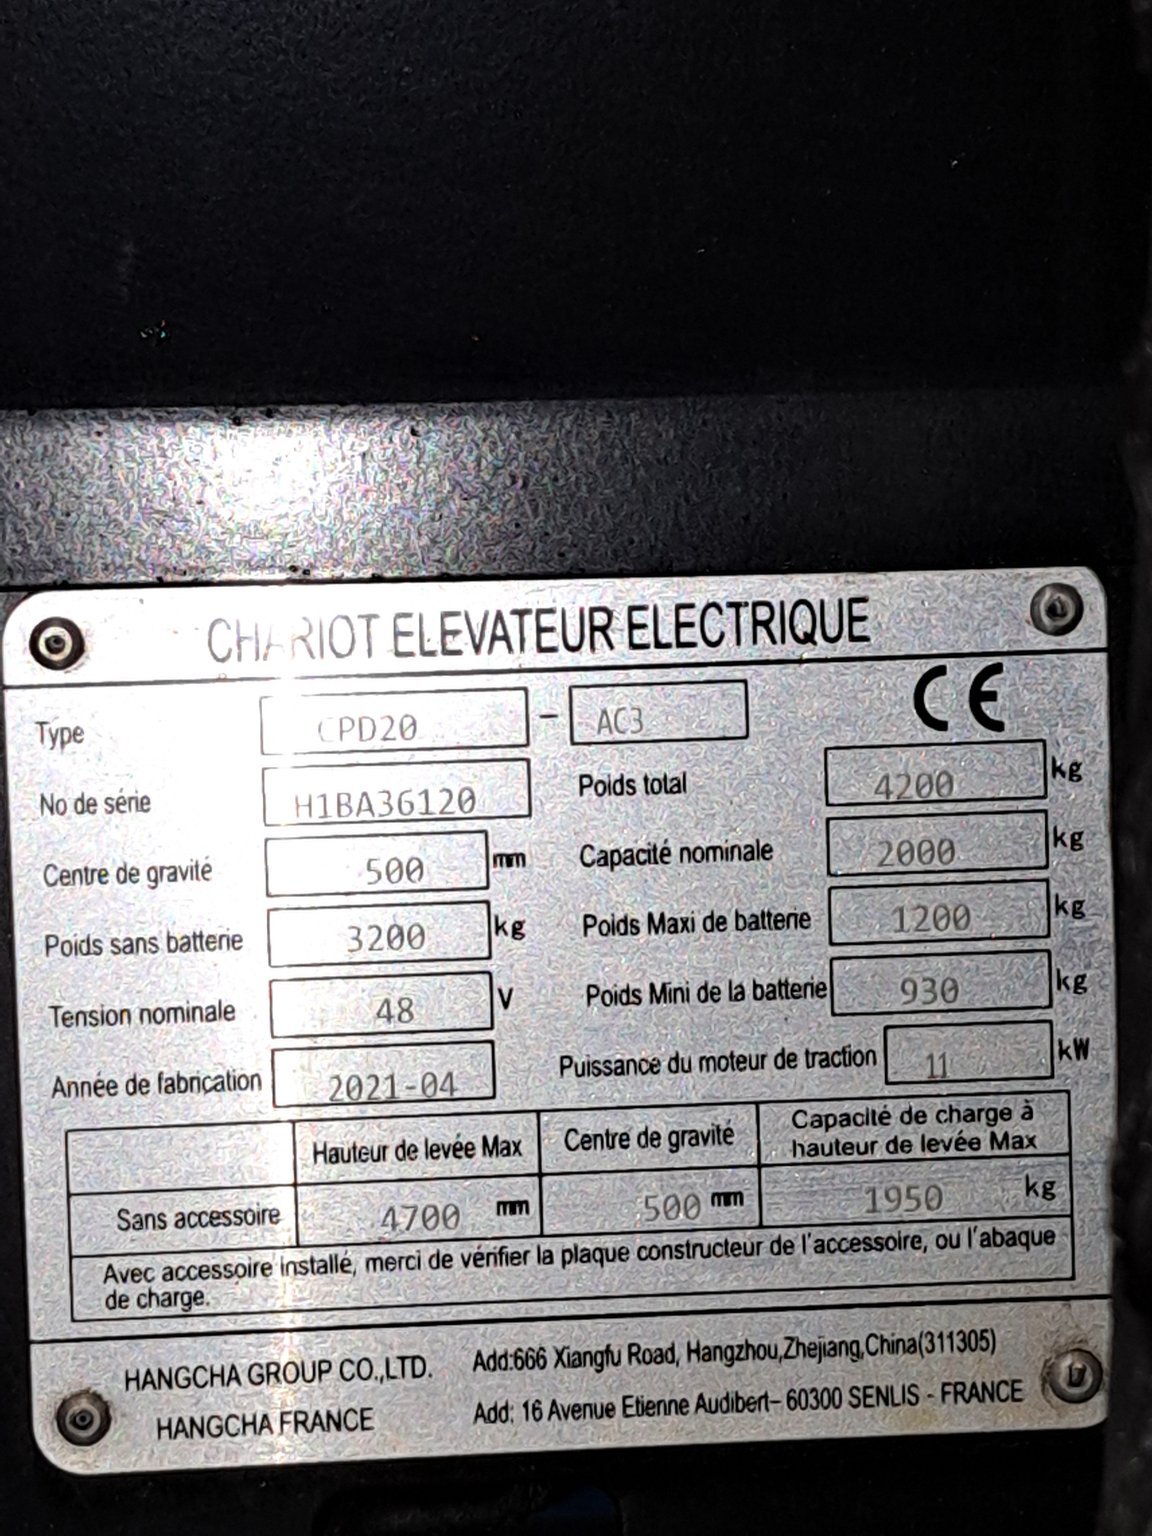 CHARIOT ELEVATEUR ELECTRIQUE
CE
Type CPD20 - AC3
No de série H1BA36120
Poids total 4200 kg
Centre de gravité 500 mm
Capacité nominale 2000 kg
Poids sans batterie 3200 kg
Poids Maxi de batterie 1200 kg
Tension nominale 48 V
Poids Mini de la batterie 930 kg
Année de fabrication 2021-04
Puissance du moteur de traction 11 kW
Hauteur de levée Max
Centre de gravité
Capacité de charge à
hauteur de levée Max
Sans accessoire 4700 mm 500 mm 1950 kg
Avec accessoire installé, merci de vérifier la plaque constructeur de l'accessoire, ou l'abaque
de charge.
HANGCHA GROUP CO.,LTD. Add:666 Xiangfu Road, Hangzhou,Zhejiang,China(311305)
HANGCHA FRANCE Add: 16 Avenue Etienne Audibert- 60300 SENLIS - FRANCE